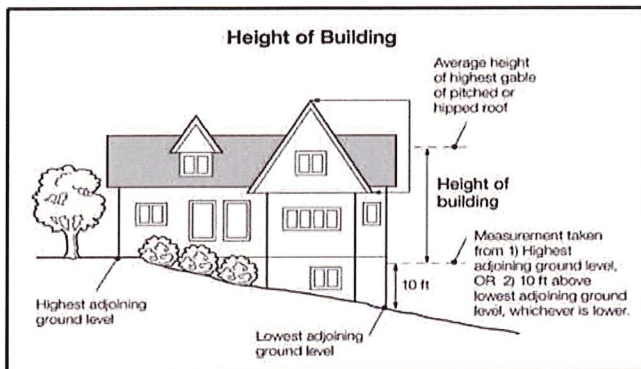 Height of Building
Average height
of highest gable
of pitched or
hipped roof
Height of
building
Measurement taken
from 1) Highest
adjoining ground level,
OR 2) 10 ft above
lowest adjoining ground
level, whichever is lower.
10 ft
Highest adjoining
ground level
Lowest adjoining
ground level